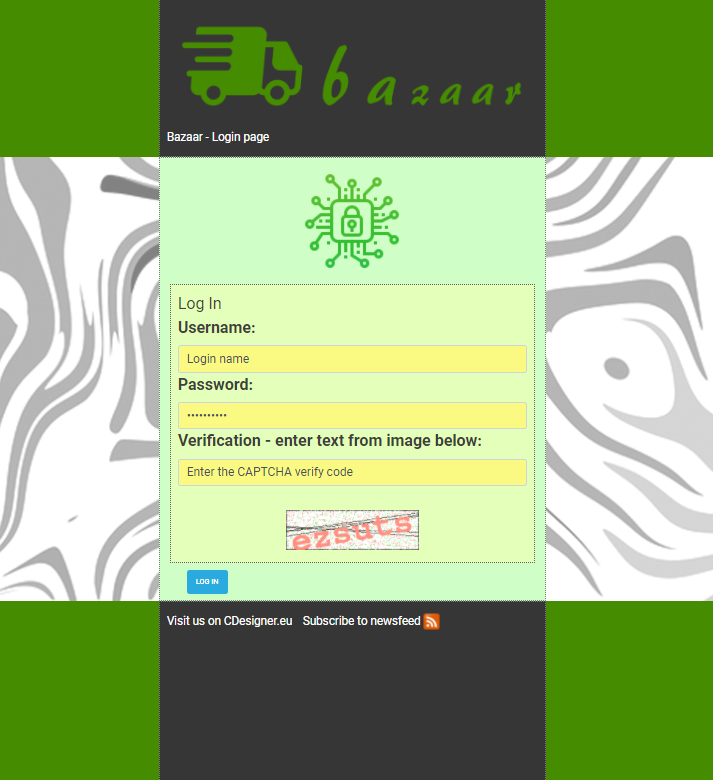 bazaar
Bazaar - Login page
Log In
Username:
Login name
Password:
••••••••••
Verification - enter text from image below:
Enter the CAPTCHA verify code
ezsuts
LOG IN
Visit us on CDesigner.eu Subscribe to newsfeed